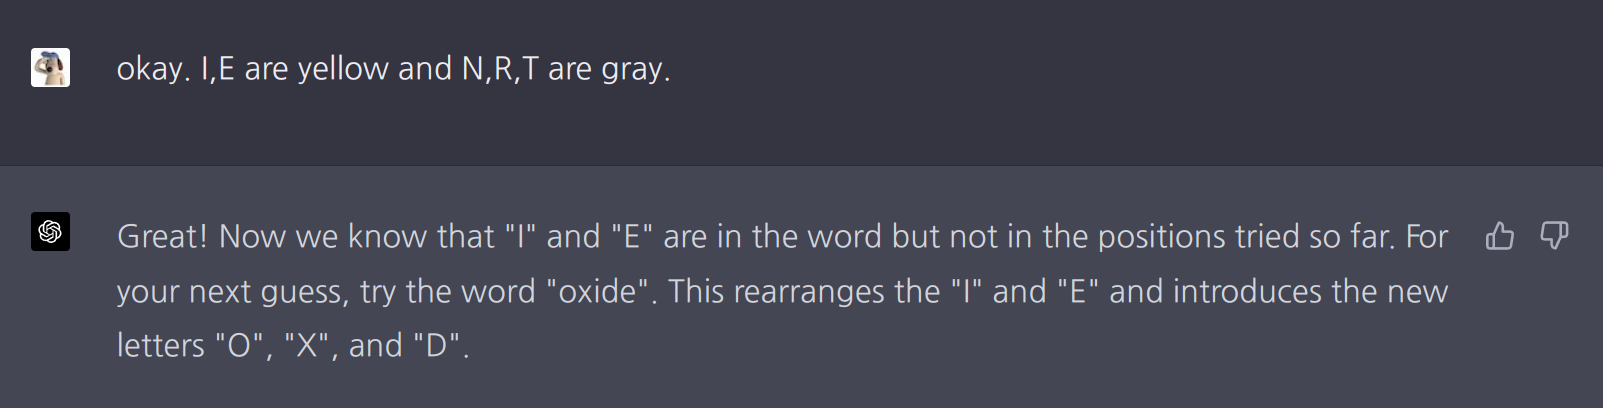 okay. I,E are yellow and N,R,T are gray.
Great! Now we know that "I" and "E" are in the word but not in the positions tried so far. For
your next guess, try the word "oxide". This rearranges the "I" and "E" and introduces the new
letters "O", "X", and "D".